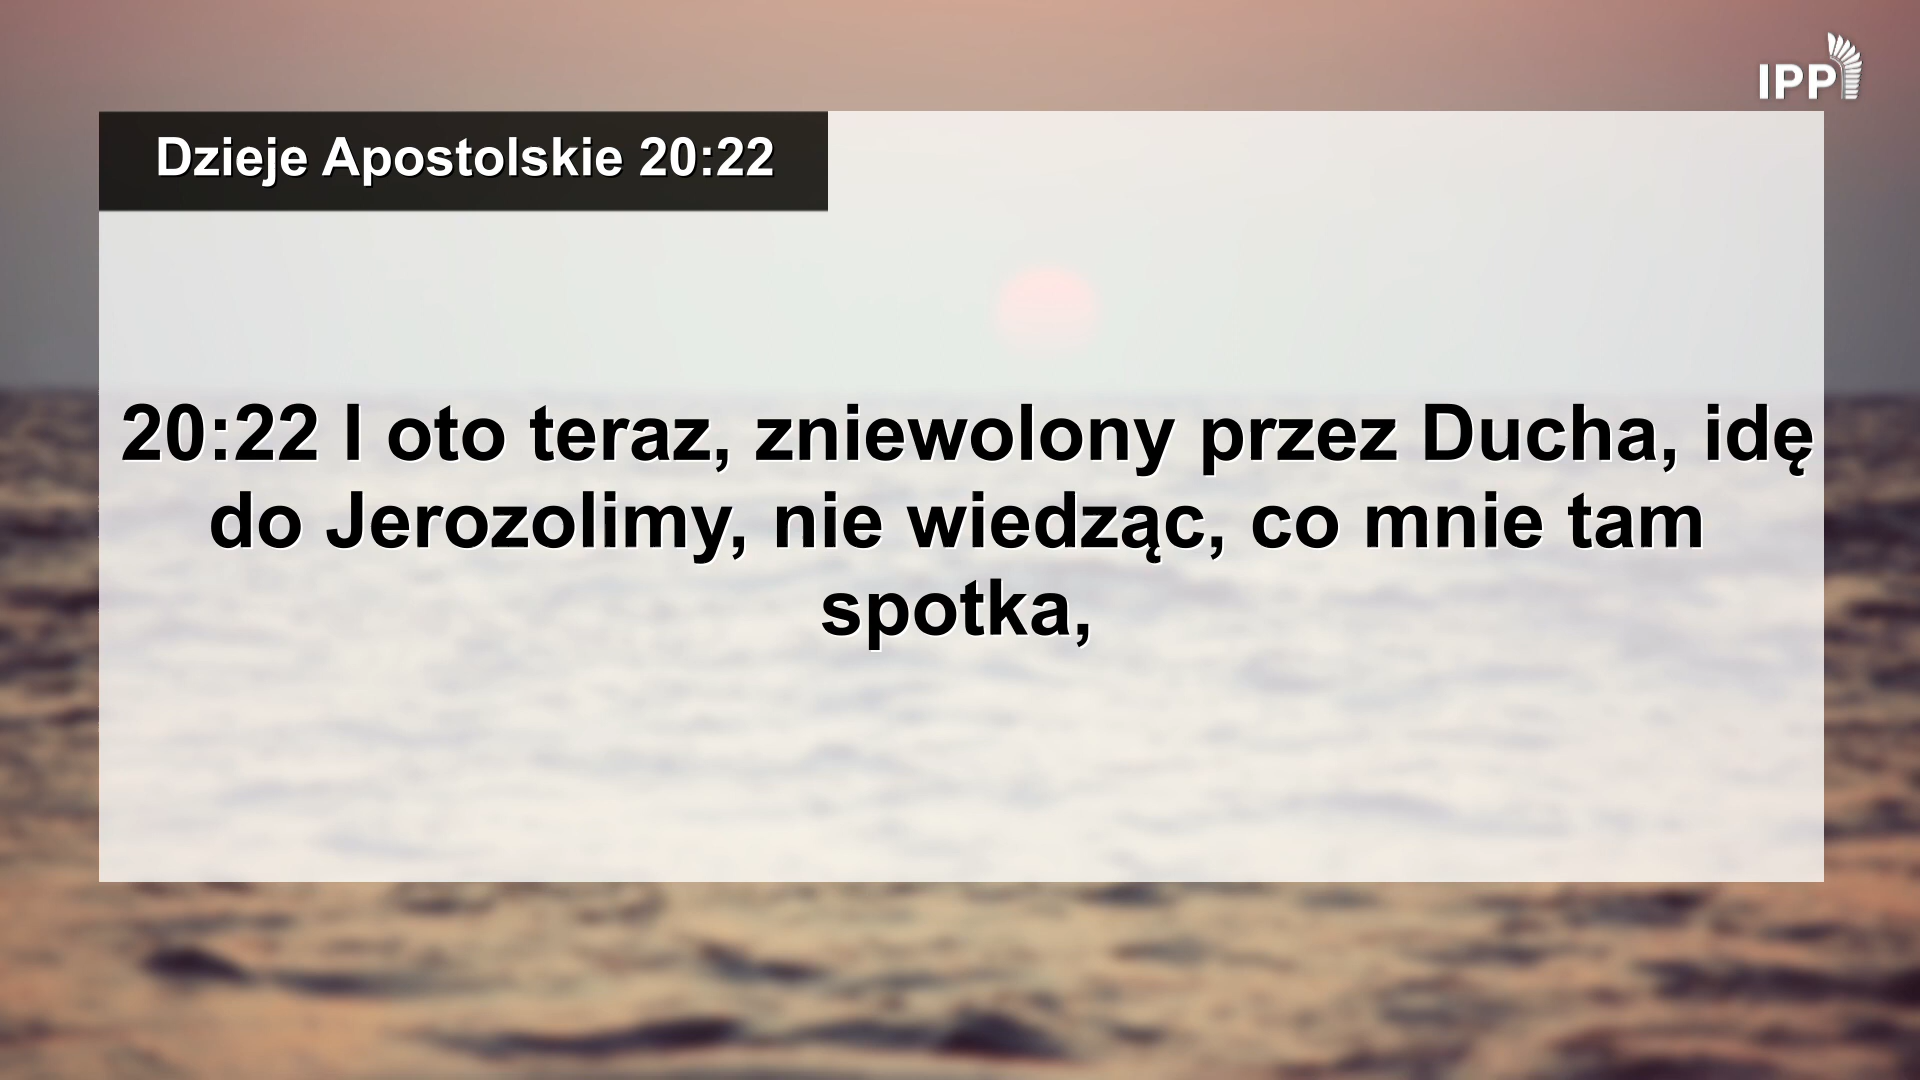 IPP
Dzieje Apostolskie 20:22
20:22 I oto teraz, zniewolony przez Ducha, idę
do Jerozolimy, nie wiedząc, co mnie tam
spotka,